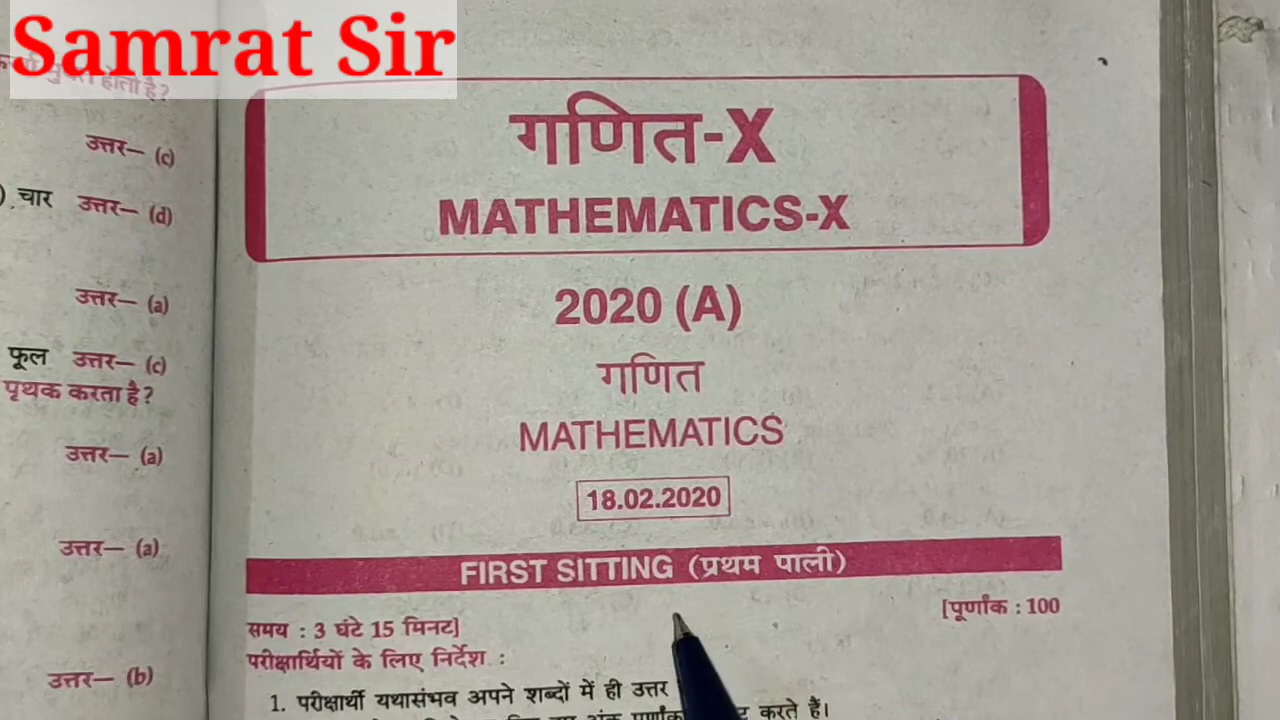 Samrat Sir
होता है?
उत्तर— (c)
) चार उत्तर— (d)
उत्तर— (a)
फूल उत्तर— (c)
पृथक करता है?
उत्तर— (a)
उत्तर— (a)
उत्तर— (b)
गणित-X
MATHEMATICS-X
2020 (A)
गणित
MATHEMATICS
18.02.2020
FIRST SITTING (प्रथम पाली)
समय : 3 घंटे 15 मिनट] [पूर्णांक : 100
परीक्षार्थियों के लिए निर्देश :
1. परीक्षार्थी यथासंभव अपने शब्दों में ही उत्तर
करते हैं।